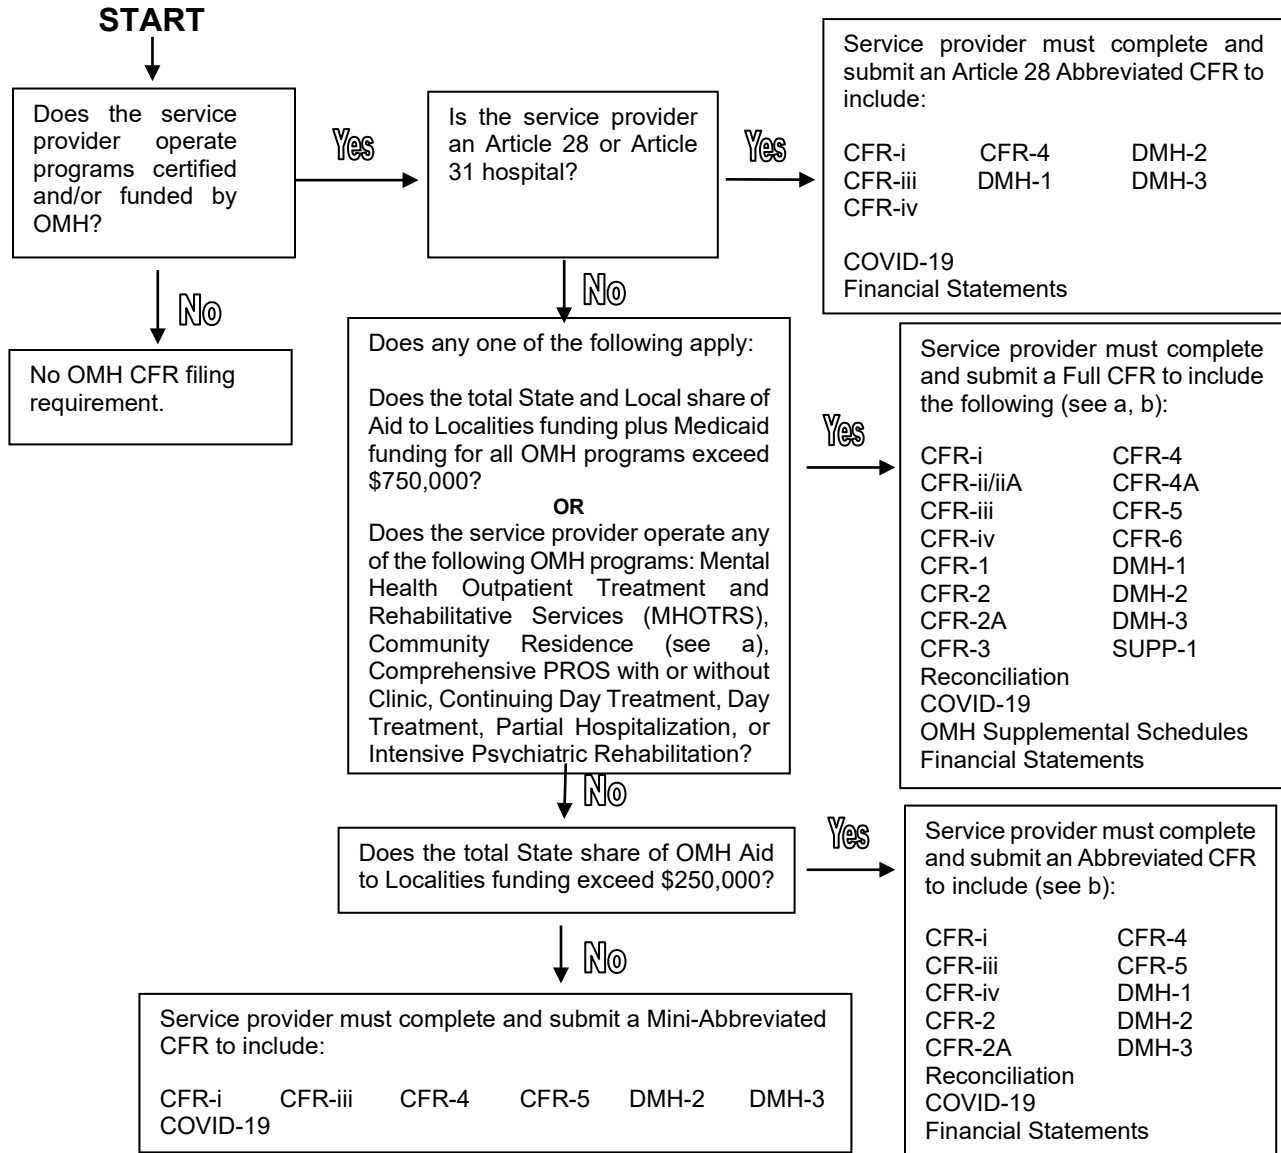 START
Does the service
provider operate
programs certified
and/or funded by
OMH?
Yes
Is the service provider
an Article 28 or Article
31 hospital?
Yes
Service provider must complete and
submit an Article 28 Abbreviated CFR to
include:
CFR-i CFR-4 DMH-2
CFR-iii DMH-1 DMH-3
CFR-iv
COVID-19
Financial Statements
No
No OMH CFR filing
requirement.
No
Does any one of the following apply:
Does the total State and Local share of
Aid to Localities funding plus Medicaid
funding for all OMH programs exceed
$750,000?
OR
Does the service provider operate any
of the following OMH programs: Mental
Health Outpatient Treatment and
Rehabilitative Services (MHOTRS),
Community Residence (see a),
Comprehensive PROS with or without
Clinic, Continuing Day Treatment, Day
Treatment, Partial Hospitalization, or
Intensive Psychiatric Rehabilitation?
Yes
Service provider must complete
and submit a Full CFR to include
the following (see a, b):
CFR-i CFR-4
CFR-ii/iiA CFR-4A
CFR-iii CFR-5
CFR-iv CFR-6
CFR-1 DMH-1
CFR-2 DMH-2
CFR-2A DMH-3
CFR-3 SUPP-1
Reconciliation
COVID-19
OMH Supplemental Schedules
Financial Statements
No
Does the total State share of OMH Aid
to Localities funding exceed $250,000?
Yes
Service provider must complete
and submit an Abbreviated CFR
to include (see b):
CFR-i CFR-4
CFR-iii CFR-5
CFR-iv DMH-1
CFR-2 DMH-2
CFR-2A DMH-3
Reconciliation
COVID-19
Financial Statements
No
Service provider must complete and submit a Mini-Abbreviated
CFR to include:
CFR-i CFR-iii CFR-4 CFR-5 DMH-2 DMH-3
COVID-19